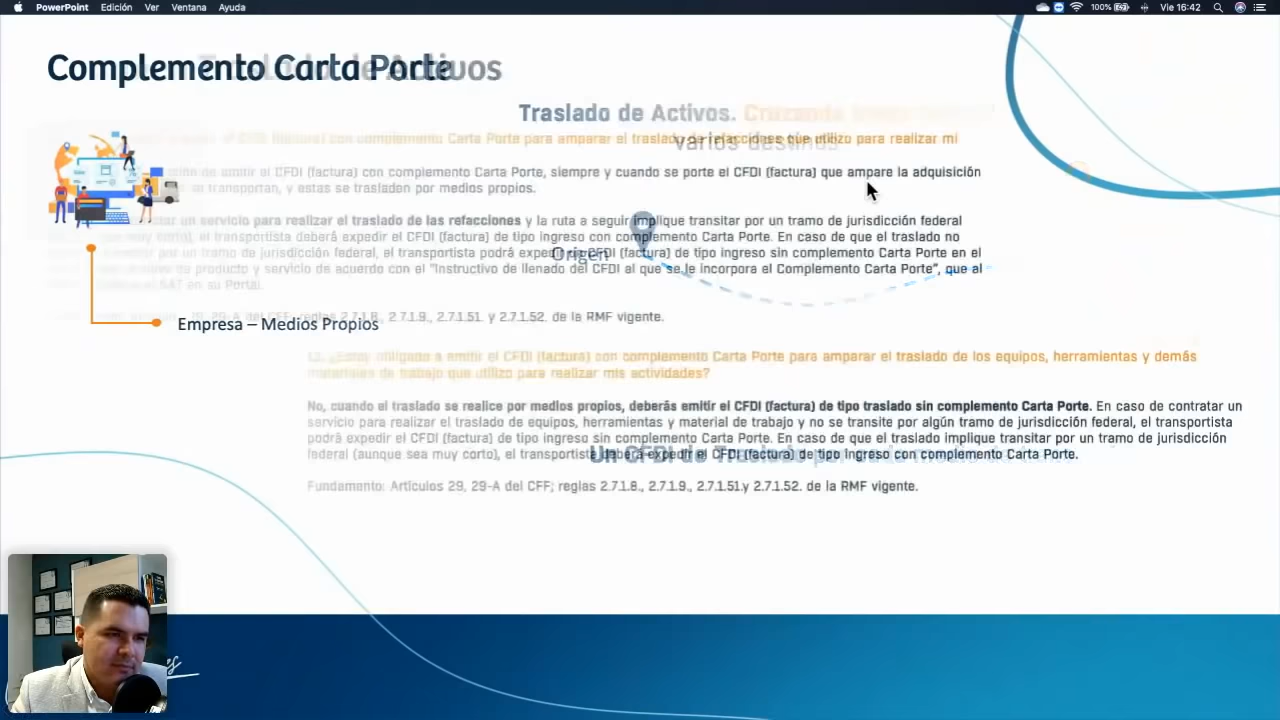 PowerPoint Edición Ver Ventana Ayuda 100% Vie 16:42
Complemento Carta Porte
Traslado de Activos
Traslado de Activos. Cruzando
varios destinos
CFDI (factura) con complemento Carta Porte para amparar el traslado de refacciones que utilizo para realizar mi
emitir el CFDI (factura) con complemento Carta Porte, siempre y cuando se porte el CFDI (factura) que ampare la adquisición
transportan, y estas se trasladen por medios propios.
un servicio para realizar el traslado de las refacciones y la ruta a seguir implique transitar por un tramo de jurisdicción federal
muy corto), el transportista deberá expedir el CFDI (factura) de tipo ingreso con complemento Carta Porte. En caso de que el traslado no
por un tramo de jurisdicción federal, el transportista podrá expedir el CFDI (factura) de tipo ingreso sin complemento Carta Porte en el
Origen
de producto y servicio de acuerdo con el "Instructivo de llenado del CFDI al que se le incorpora el Complemento Carta Porte", que al
el SAT en su Portal.
29, 29-A del CFF; reglas 2.7.1.8., 2.7.1.9., 2.7.1.51. y 2.7.1.52. de la RMF vigente.
Empresa – Medios Propios
¿Estoy obligado a emitir el CFDI (factura) con complemento Carta Porte para amparar el traslado de los equipos, herramientas y demás
materiales de trabajo que utilizo para realizar mis actividades?
No, cuando el traslado se realice por medios propios, deberás emitir el CFDI (factura) de tipo traslado sin complemento Carta Porte. En caso de contratar un
servicio para realizar el traslado de equipos, herramientas y material de trabajo y no se transite por algún tramo de jurisdicción federal, el transportista
podrá expedir el CFDI (factura) de tipo ingreso sin complemento Carta Porte. En caso de que el traslado implique transitar por un tramo de jurisdicción
federal (aunque sea muy corto), el transportista deberá expedir el CFDI (factura) de tipo ingreso con complemento Carta Porte.
Un CFDI de Traslado por cada
Fundamento: Artículos 29, 29-A del CFF; reglas 2.7.1.8., 2.7.1.9., 2.7.1.51.y 2.7.1.52. de la RMF vigente.